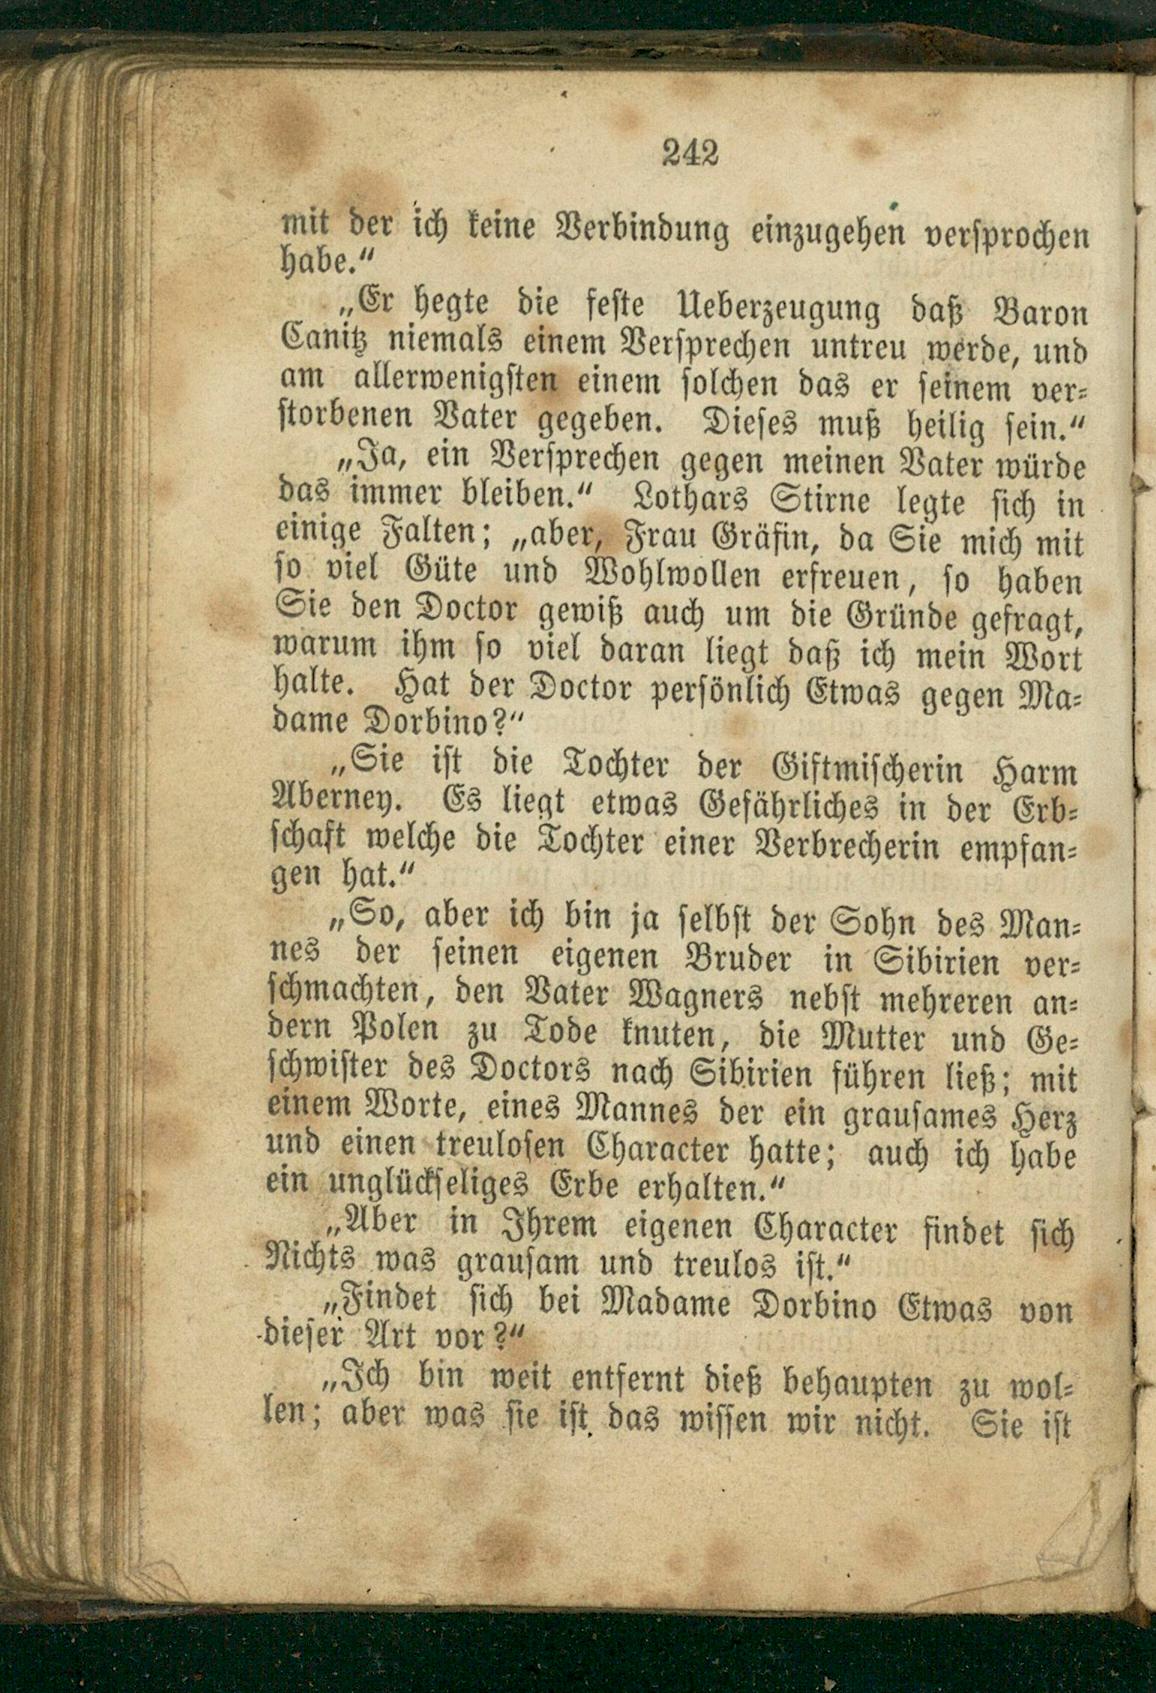 242
mit der ich keine Verbindung einzugehen versprochen
habe.“
„Er hegte die feste Ueberzeugung daß Baron
Canitz niemals einem Versprechen untreu werde, und
am allerwenigsten einem solchen das er seinem ver-
storbenen Vater gegeben. Dieses muß heilig sein.“
„Ja, ein Versprechen gegen meinen Vater würde
das immer bleiben.“ Lothars Stirne legte sich in
einige Falten; „aber, Frau Gräfin, da Sie mich mit
so viel Güte und Wohlwollen erfreuen, so haben
Sie den Doctor gewiß auch um die Gründe gefragt,
warum ihm so viel daran liegt daß ich mein Wort
halte. Hat der Doctor persönlich Etwas gegen Ma-
dame Dorbino?“
„Sie ist die Tochter der Giftmischerin Harm
Aberney. Es liegt etwas Gefährliches in der Erb-
schaft welche die Tochter einer Verbrecherin empfan-
gen hat.“
„So, aber ich bin ja selbst der Sohn des Man-
nes der seinen eigenen Bruder in Sibirien ver-
schmachten, den Vater Wagners nebst mehreren an-
dern Polen zu Tode knuten, die Mutter und Ge-
schwister des Doctors nach Sibirien führen ließ; mit
einem Worte, eines Mannes der ein grausames Herz
und einen treulosen Character hatte; auch ich habe
ein unglückseliges Erbe erhalten.“
„Aber in Ihrem eigenen Character findet sich
Nichts was grausam und treulos ist.“
„Findet sich bei Madame Dorbino Etwas von
dieser Art vor?“
„Ich bin weit entfernt dieß behaupten zu wol-
len; aber was sie ist das wissen wir nicht. Sie ist